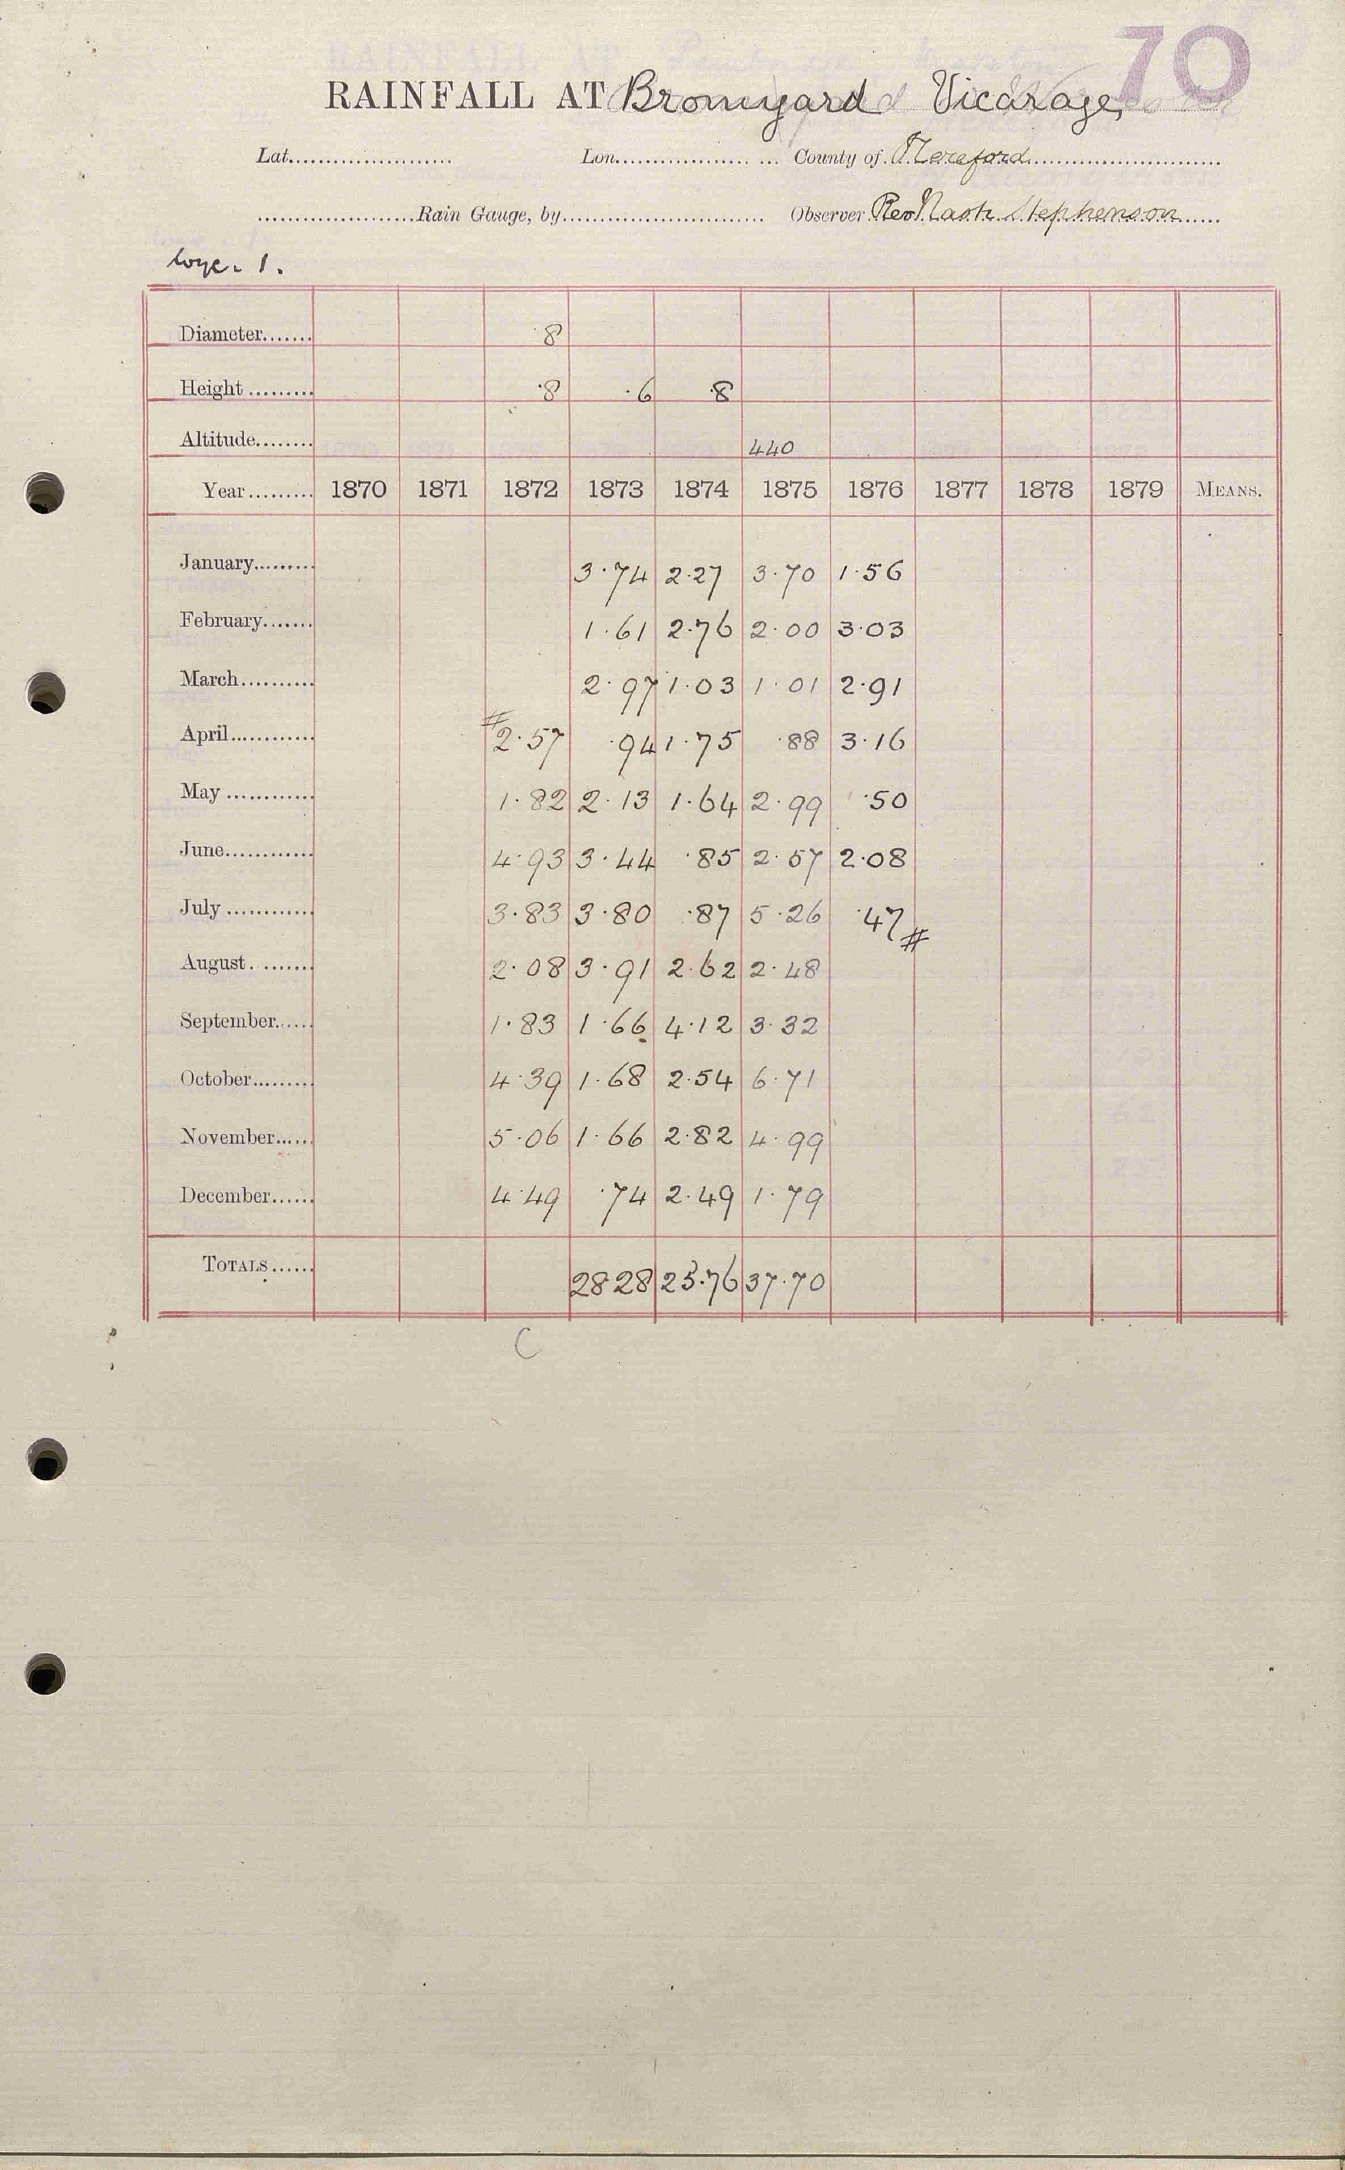 70
RAINFALL AT Bromyard Vicarage,
Lat. Lon. County of Hereford
Rain Gauge, by Observer Rev Nash Stephenson
Wye. 1.
Diameter 8
Height ·8 ·6 ·8
Altitude 440
Year 1870 1871 1872 1873 1874 1875 1876 1877 1878 1879 MEANS.
January 3·74 2·27 3·70 1·56
February 1·61 2·76 2·00 3·03
March 2·97 1·03 1·01 2·91
April #2·57 ·94 1·75 ·88 3·16
May 1·82 2·13 1·64 2·99 ·50
June 4·93 3·44 ·85 2·57 2·08
July 3·83 3·80 ·87 5·26 ·47#
August 2·08 3·91 2·62 2·48
September 1·83 1·66 4·12 3·32
October 4·39 1·68 2·54 6·71
November 5·06 1·66 2·82 4·99
December 4·49 ·74 2·49 1·79
TOTALS 28·28 25·76 37·70
C